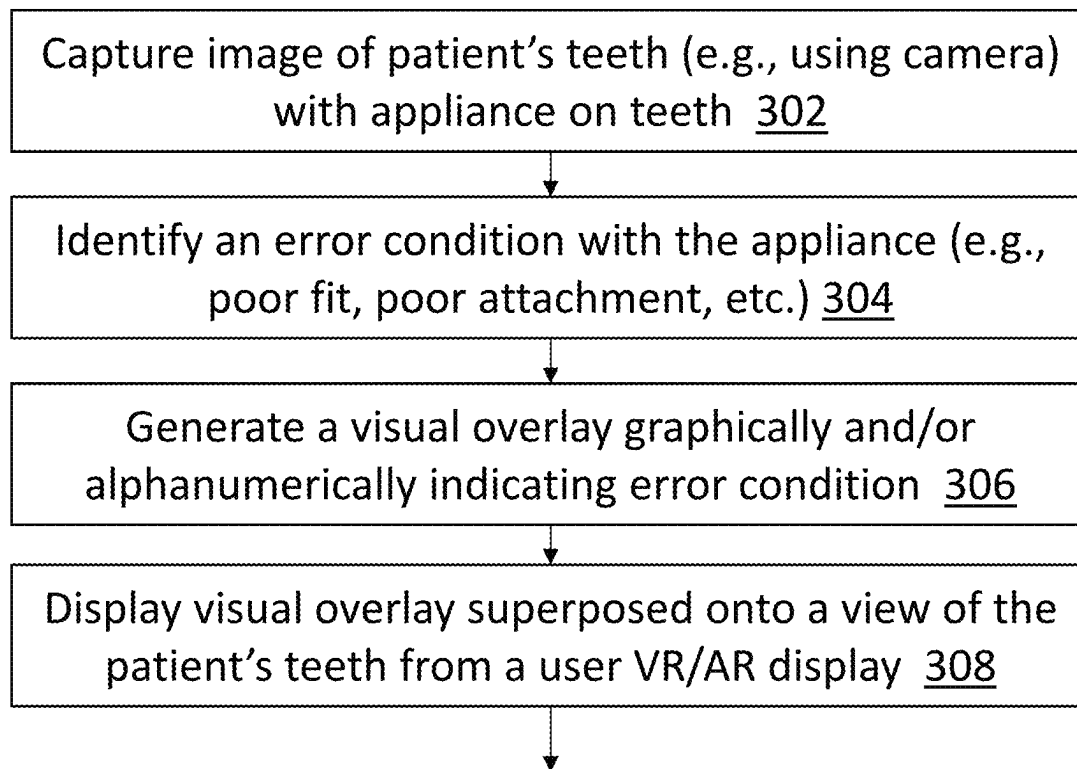 Capture image of patient’s teeth (e.g., using camera)
with appliance on teeth 302
Identify an error condition with the appliance (e.g.,
poor fit, poor attachment, etc.) 304
Generate a visual overlay graphically and/or
alphanumerically indicating error condition 306
Display visual overlay superposed onto a view of the
patient’s teeth from a user VR/AR display 308